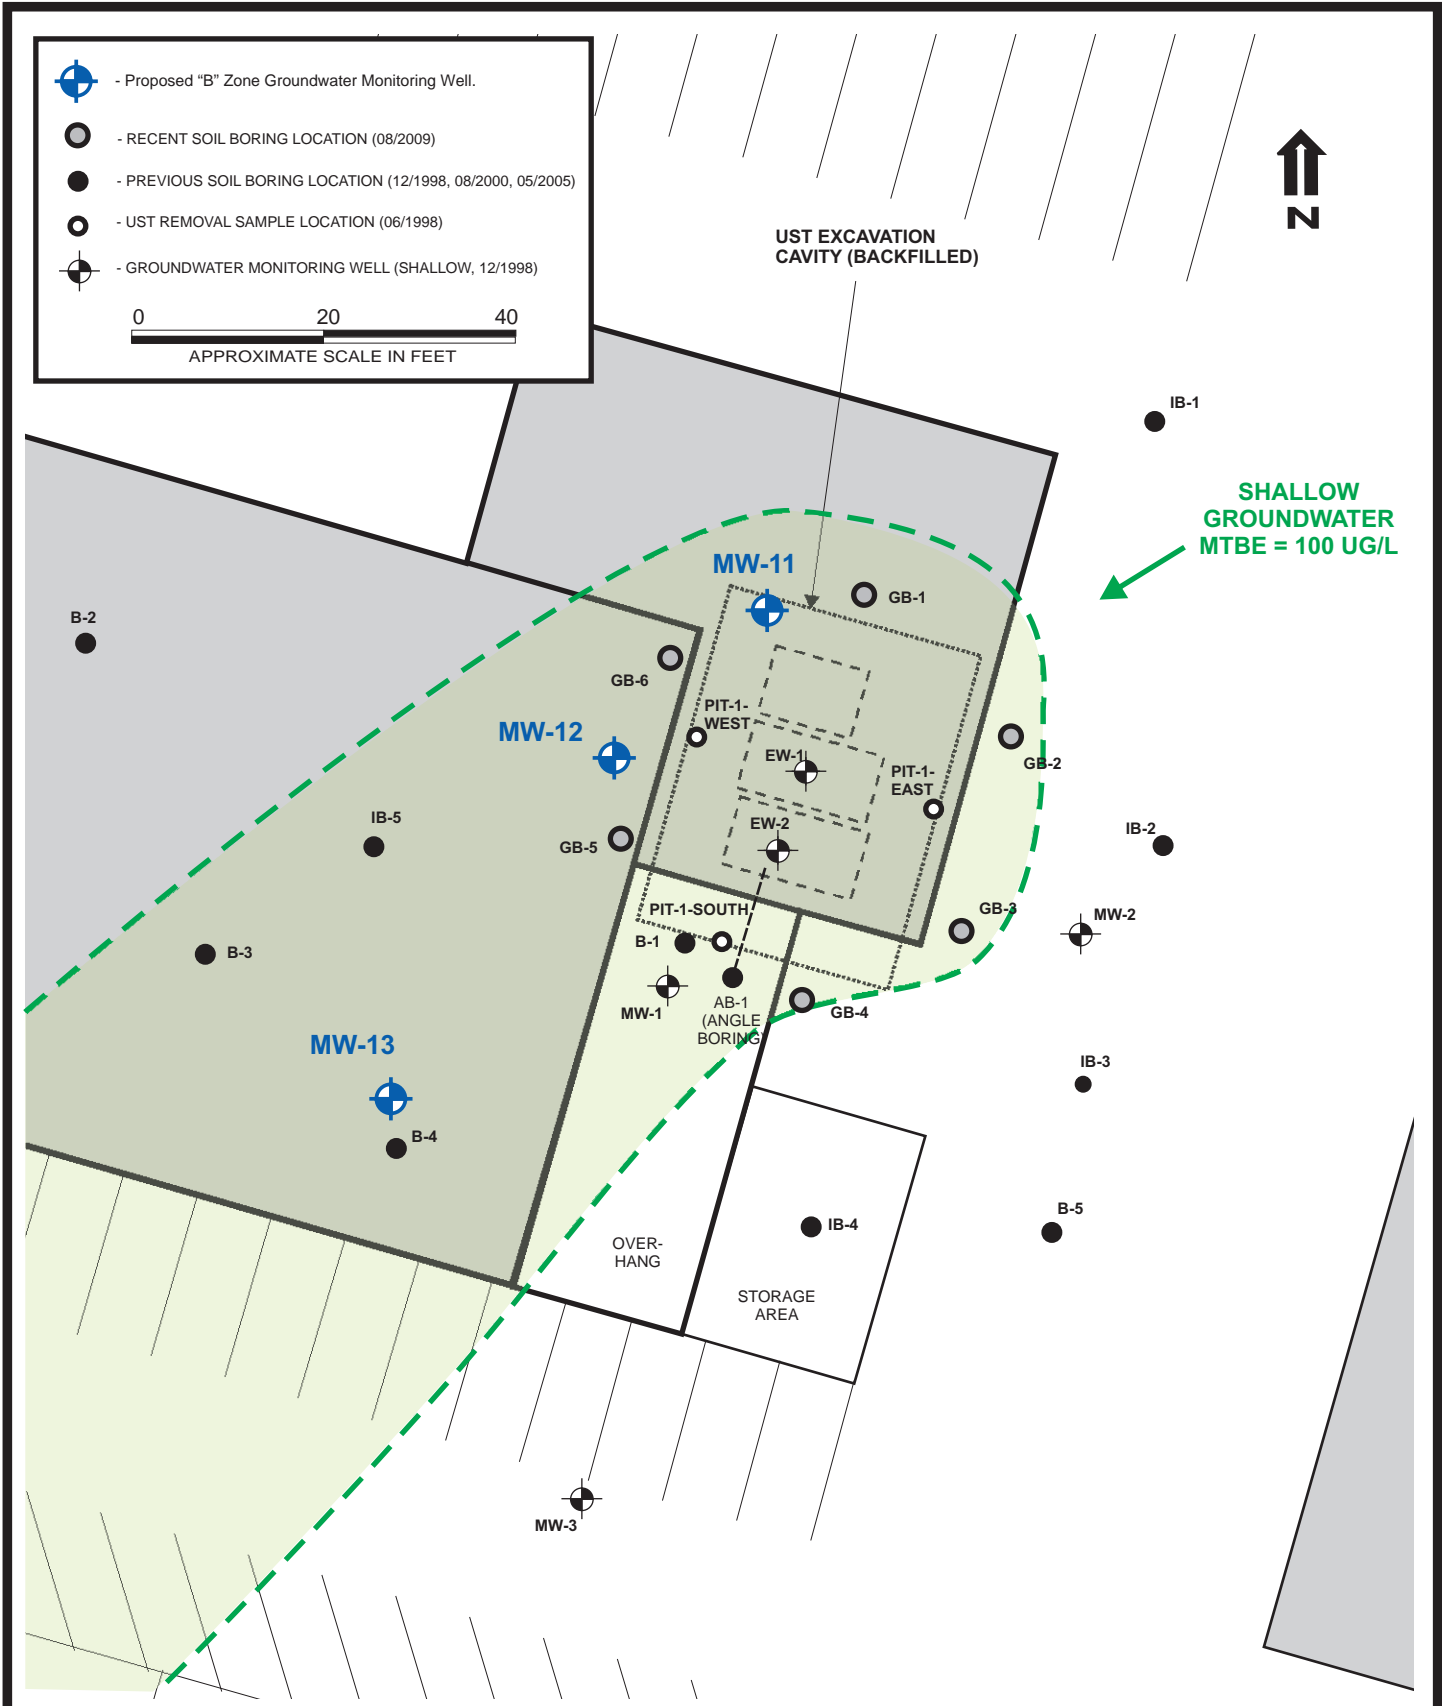 - Proposed “B” Zone Groundwater Monitoring Well.
- RECENT SOIL BORING LOCATION (08/2009)
- PREVIOUS SOIL BORING LOCATION (12/1998, 08/2000, 05/2005)
- UST REMOVAL SAMPLE LOCATION (06/1998)
- GROUNDWATER MONITORING WELL (SHALLOW, 12/1998)
0 20 40
APPROXIMATE SCALE IN FEET
N
UST EXCAVATION
CAVITY (BACKFILLED)
IB-1
SHALLOW
GROUNDWATER
MTBE = 100 UG/L
MW-11
GB-1
B-2
GB-6
PIT-1-
WEST
MW-12
EW-1
PIT-1-
EAST
GB-2
IB-5
EW-2
GB-5
IB-2
PIT-1-SOUTH
GB-3
MW-2
B-1
B-3
MW-1
AB-1
(ANGLE
BORING)
GB-4
MW-13
IB-3
B-4
B-5
IB-4
OVER-
HANG
STORAGE
AREA
MW-3